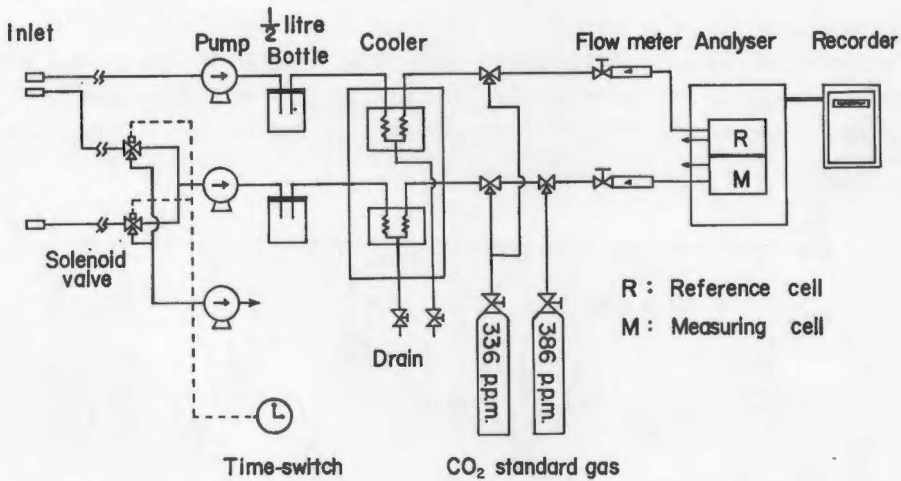 Inlet
Pump
1/2 litre
Bottle
Cooler
Flow meter
Analyser
Recorder
R
M
Solenoid
valve
R : Reference cell
M : Measuring cell
336 p.p.m.
386 p.p.m.
Drain
Time-switch
CO₂ standard gas